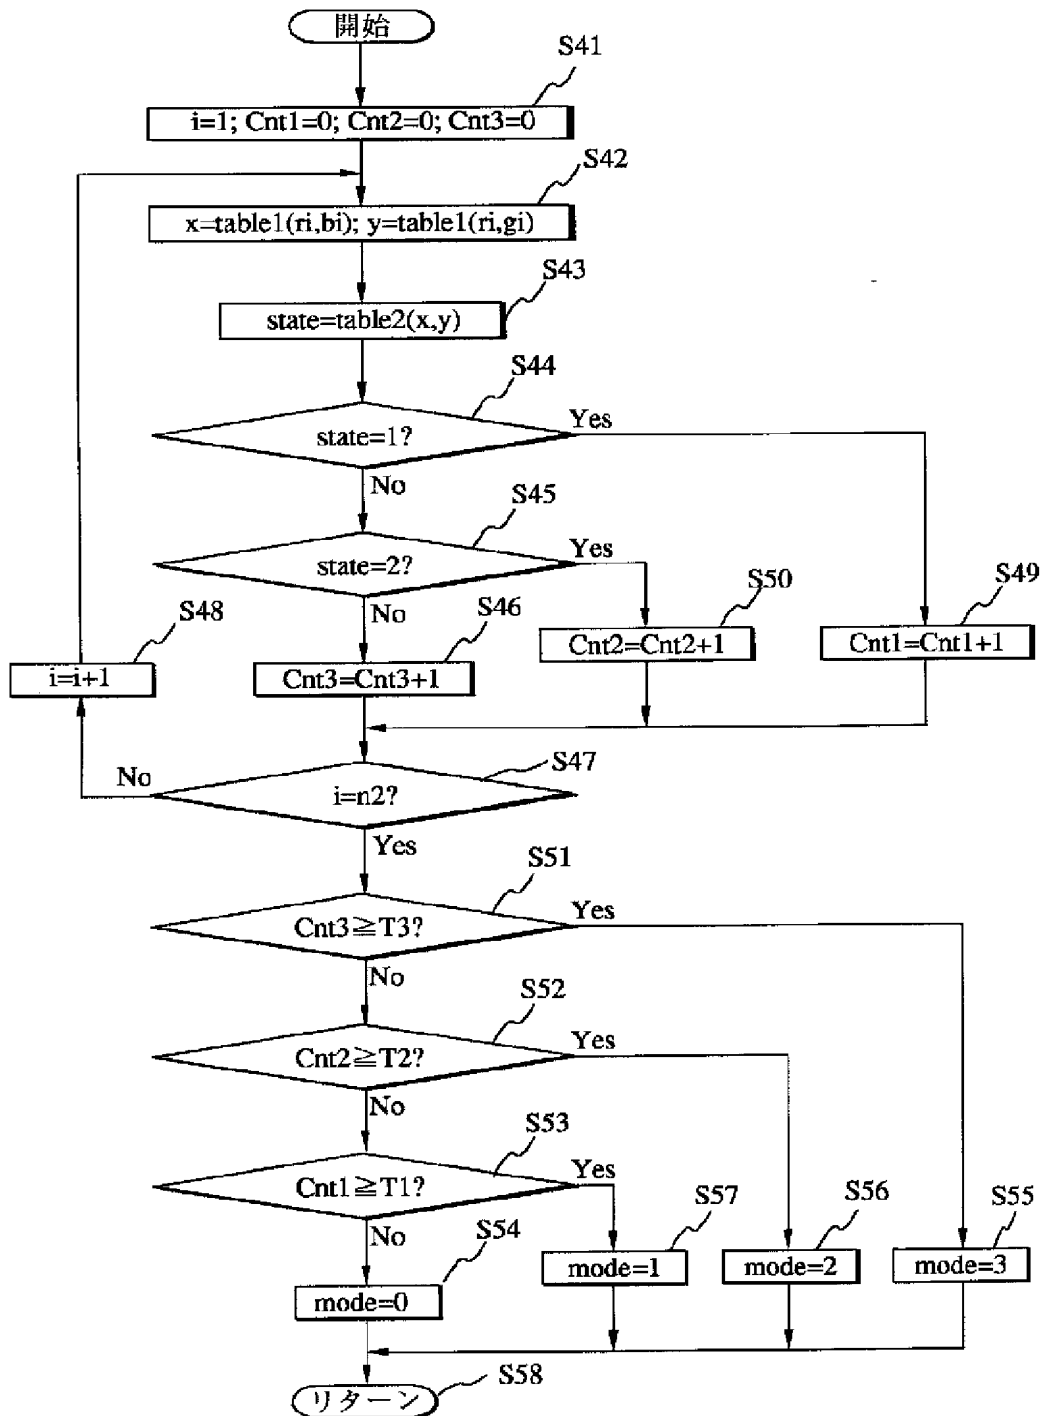 開始
S41
i=1; Cnt1=0; Cnt2=0; Cnt3=0
S42
x=table1(ri,bi); y=table1(ri,gi)
S43
state=table2(x,y)
S44
state=1?
Yes
No
S45
state=2?
Yes
No
S46
S50
S49
S48
Cnt2=Cnt2+1
Cnt1=Cnt1+1
i=i+1
Cnt3=Cnt3+1
S47
No
i=n2?
Yes
S51
Cnt3≧T3?
Yes
No
S52
Cnt2≧T2?
Yes
No
S53
Cnt1≧T1?
Yes
No
S54
S57
S56
S55
mode=1
mode=2
mode=3
mode=0
S58
リターン